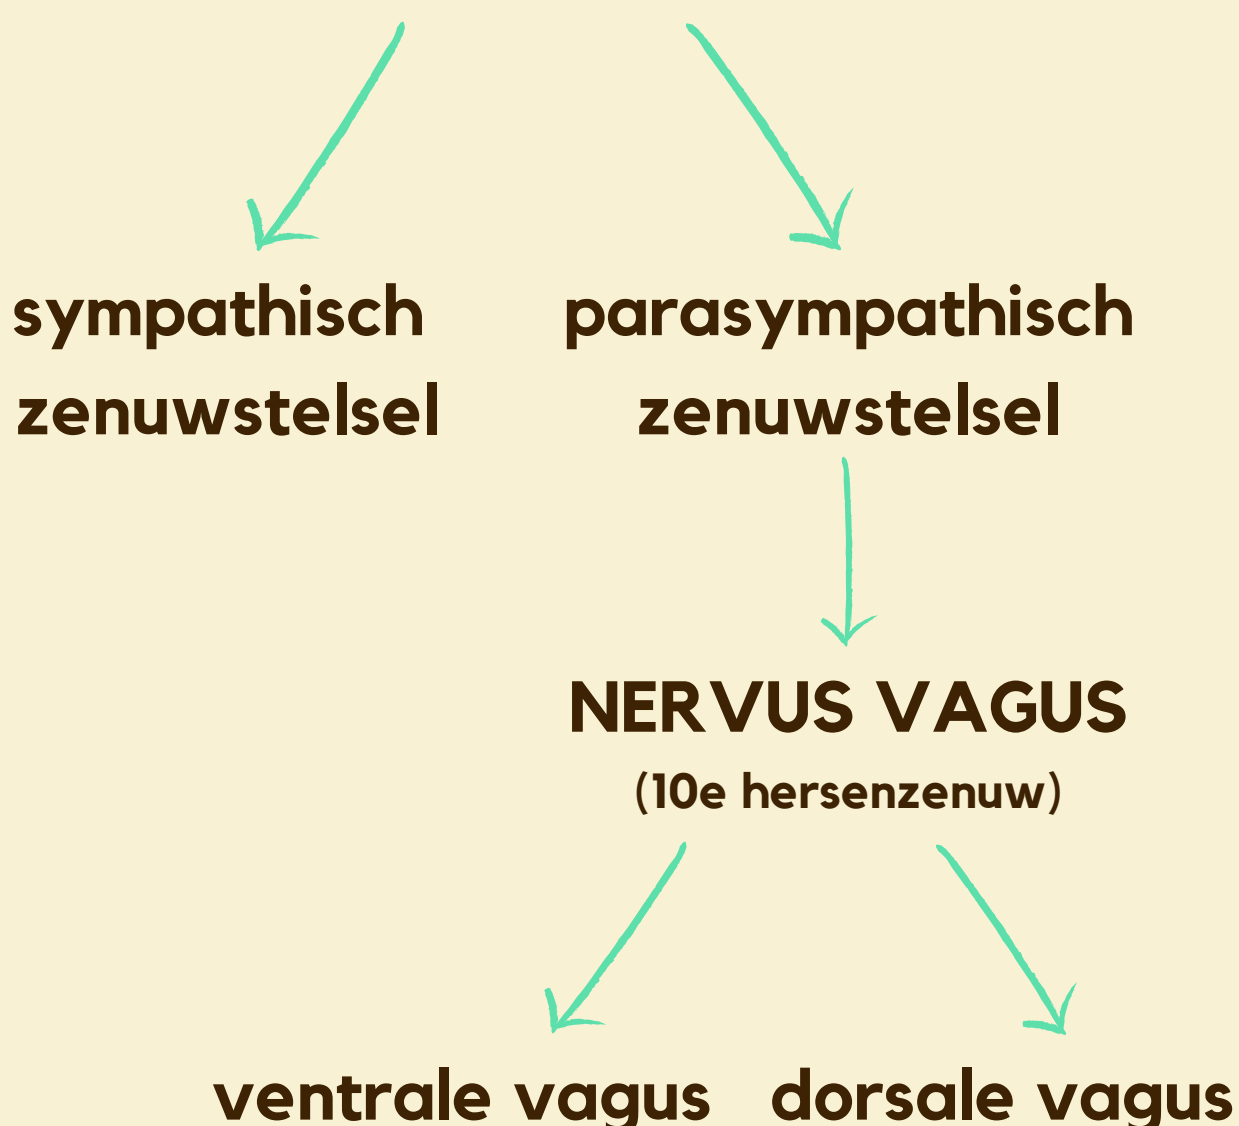 sympathisch
zenuwstelsel
parasympathisch
zenuwstelsel
NERVUS VAGUS
(10e hersenzenuw)
ventrale vagus
dorsale vagus